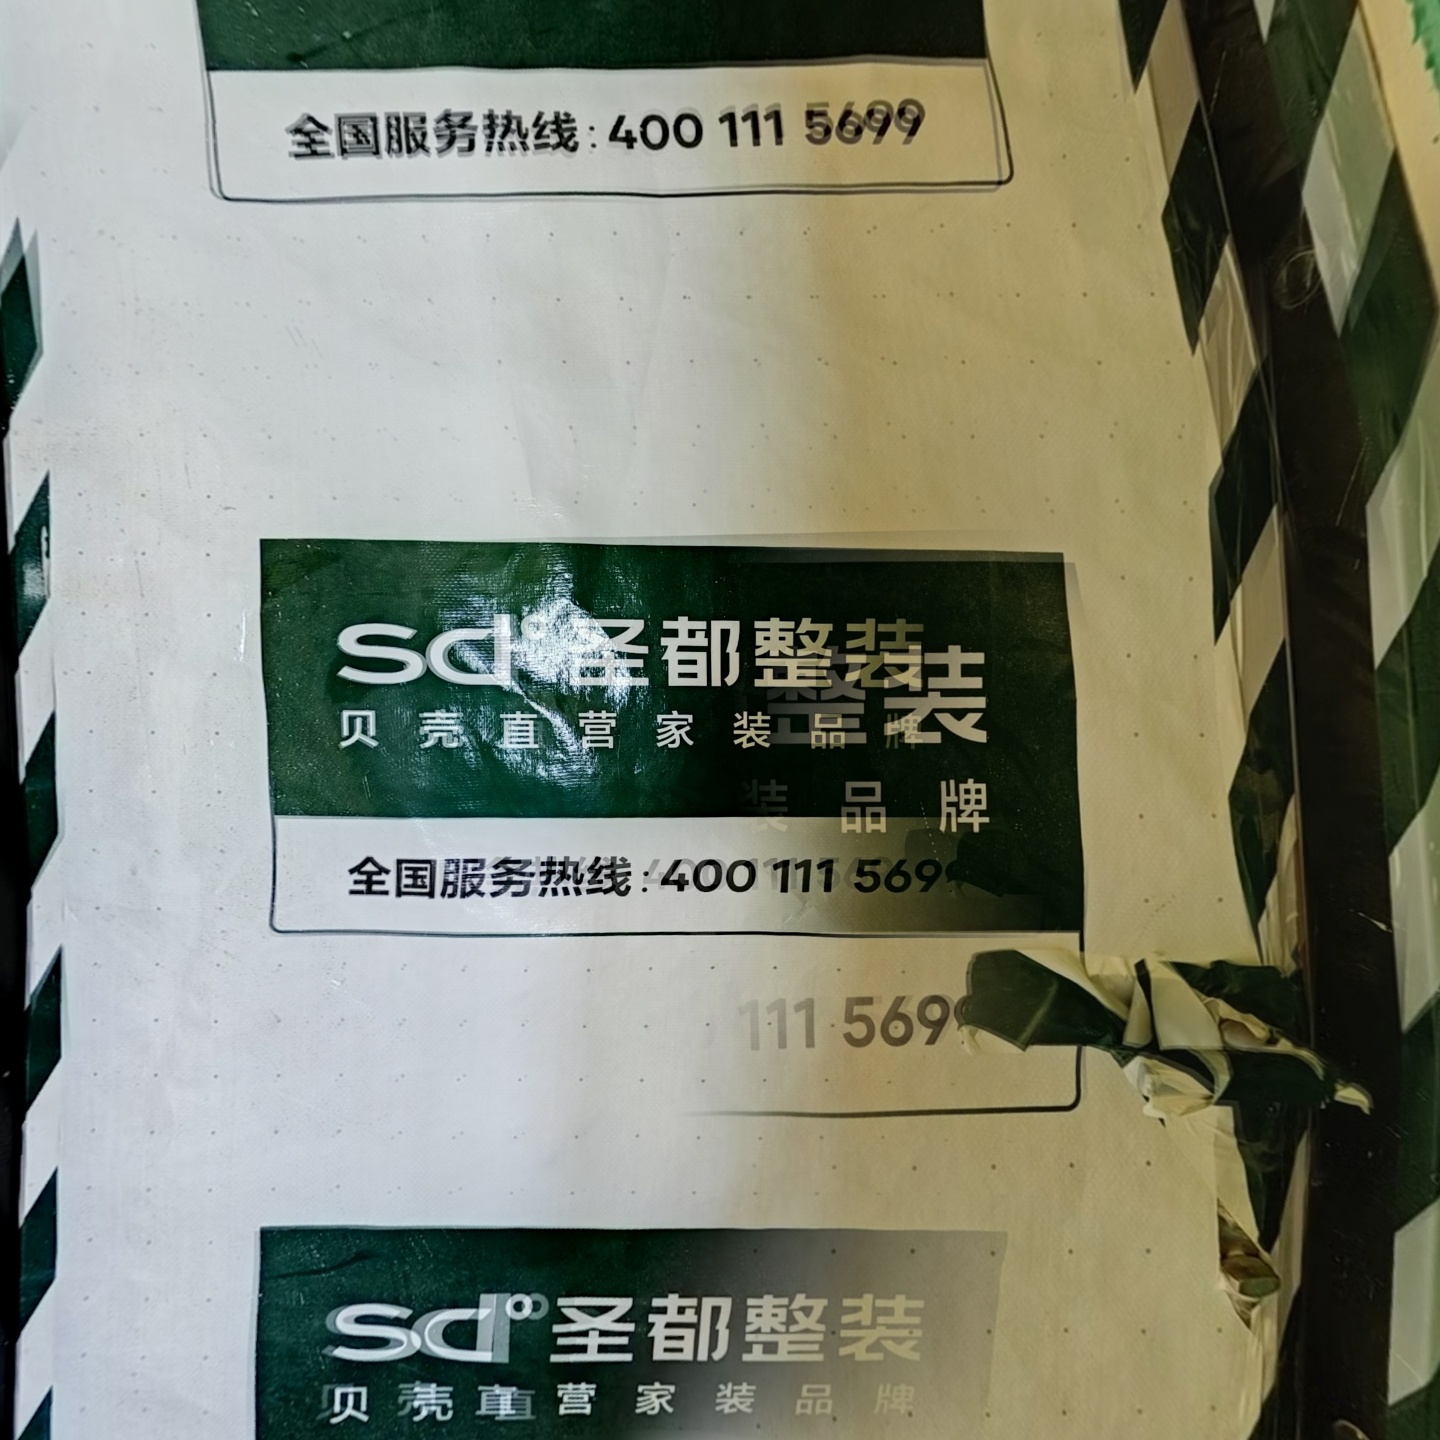 全国服务热线:400 111 5699
sd°圣都整装
整装
贝壳直营家装品牌
装品牌
全国服务热线:400 111 569
111 569
sd°圣都整装
贝壳直营家装品牌